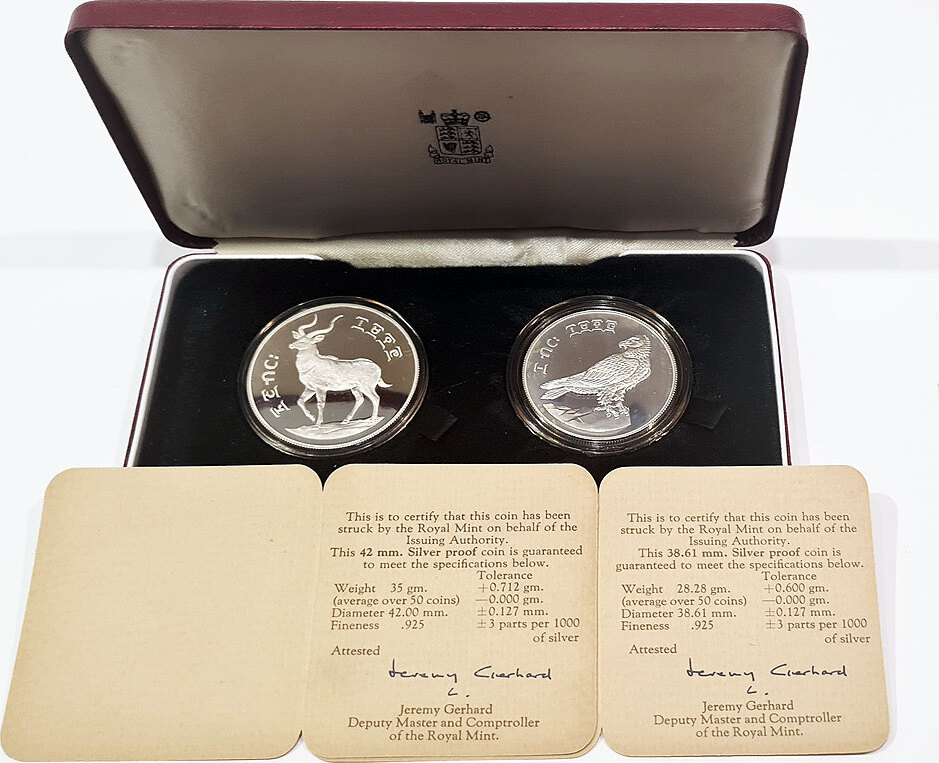 ROYAL MINT
፳፭ ብር፡ ፲፱፻፸
፲ ብር፡ ፲፱፻፸
This is to certify that this coin has been
struck by the Royal Mint on behalf of the
Issuing Authority.
This 42 mm. Silver proof coin is guaranteed
to meet the specifications below.
Tolerance
Weight 35 gm. +0.712 gm.
(average over 50 coins) —0.000 gm.
Diameter 42.00 mm. ±0.127 mm.
Fineness .925 ±3 parts per 1000
of silver
Attested
Jeremy Gerhard
Jeremy Gerhard
Deputy Master and Comptroller
of the Royal Mint.
This is to certify that this coin has been
struck by the Royal Mint on behalf of the
Issuing Authority.
This 38.61 mm. Silver proof coin is
guaranteed to meet the specifications below.
Tolerance
Weight 28.28 gm. +0.600 gm.
(average over 50 coins) —0.000 gm.
Diameter 38.61 mm. ±0.127 mm.
Fineness .925 ±3 parts per 1000
of silver
Attested
Jeremy Gerhard
Jeremy Gerhard
Deputy Master and Comptroller
of the Royal Mint.